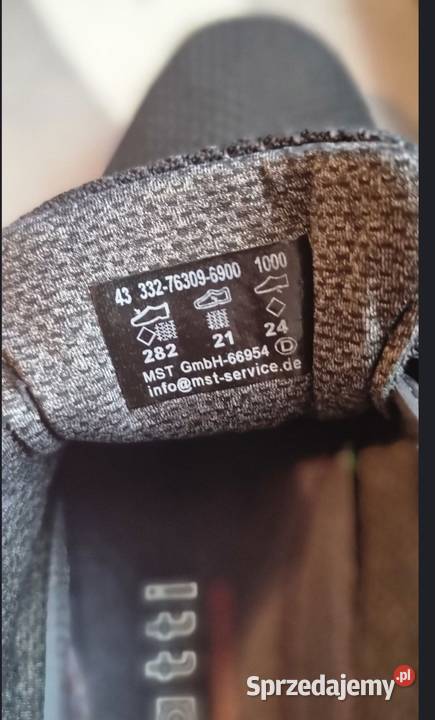 43 332-76309-6900 1000
282 21 24
MST GmbH-66954 D
info@mst-service.de
Sprzedajemy.pl